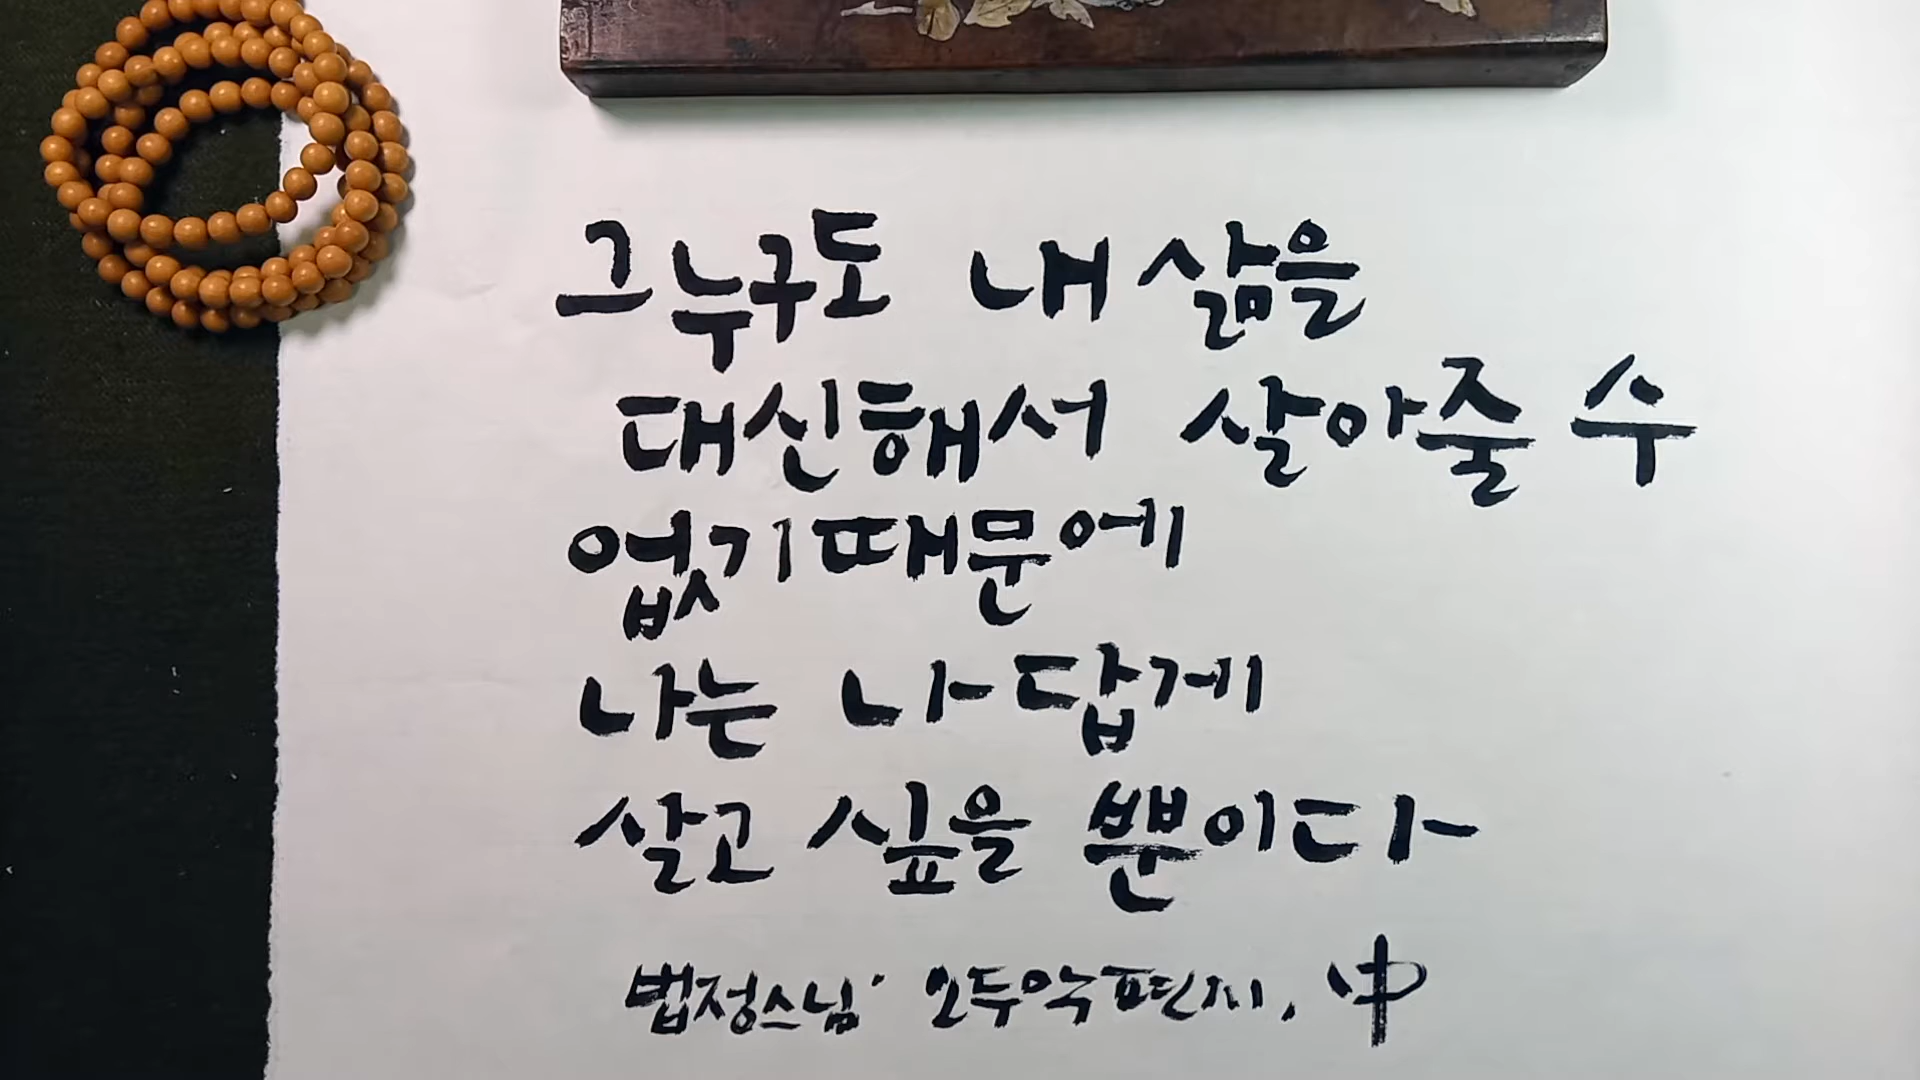 그누구도 내 삶을
대신해서 살아줄 수
없기때문에
나는 나답게
살고 싶을 뿐이다
법정스님' 오두막편지, 中